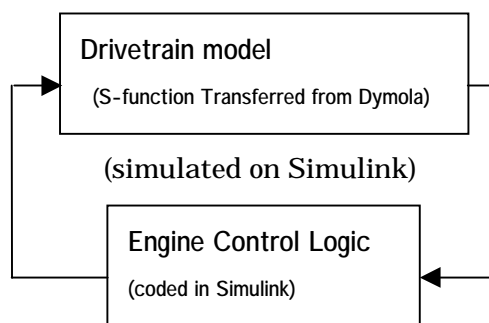 Drivetrain model
(S-function Transferred from Dymola)
(simulated on Simulink)
Engine Control Logic
(coded in Simulink)